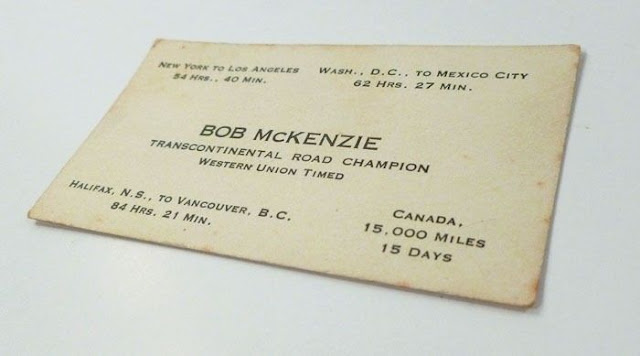 New York to Los Angeles
54 Hrs., 40 Min.
Wash., D.C., to Mexico City
62 Hrs. 27 Min.
Bob McKenzie
Transcontinental Road Champion
Western Union Timed
Halifax, N.S., to Vancouver, B.C.
84 Hrs. 21 Min.
Canada,
15,000 Miles
15 Days